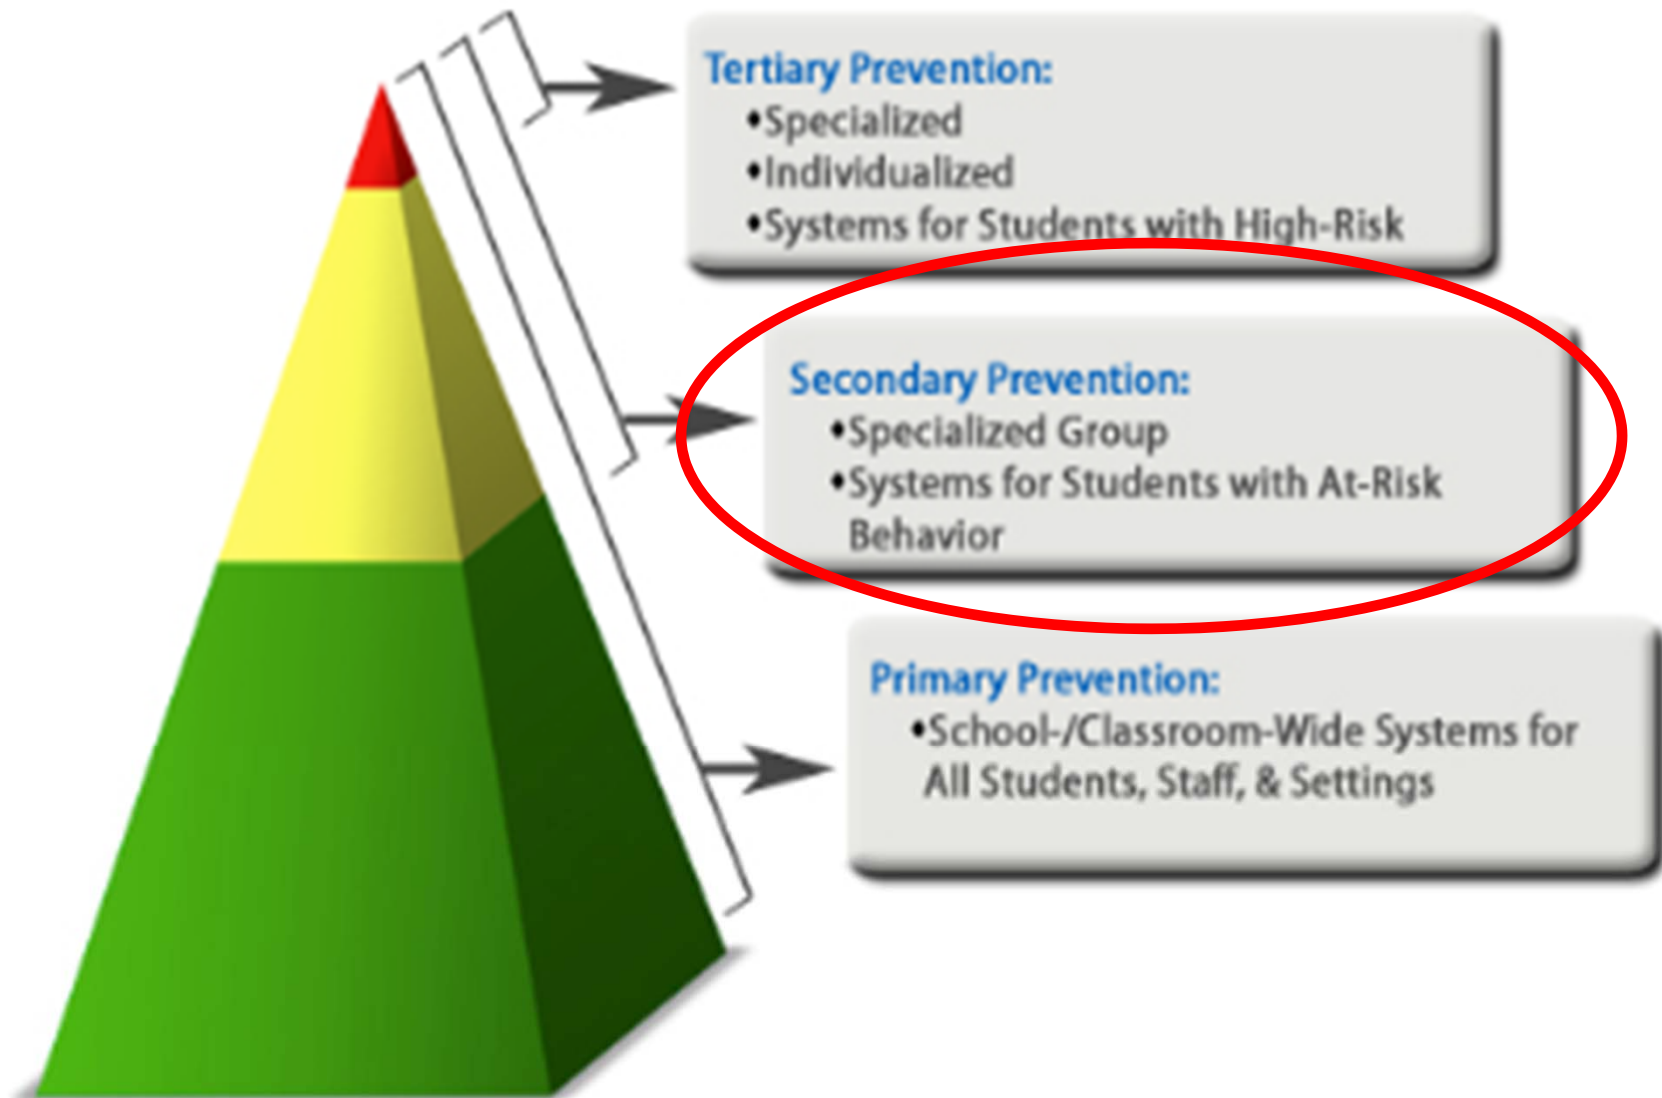 Tertiary Prevention:
•Specialized
•Individualized
•Systems for Students with High-Risk
Secondary Prevention:
•Specialized Group
•Systems for Students with At-Risk
Behavior
Primary Prevention:
•School-/Classroom-Wide Systems for
All Students, Staff, & Settings